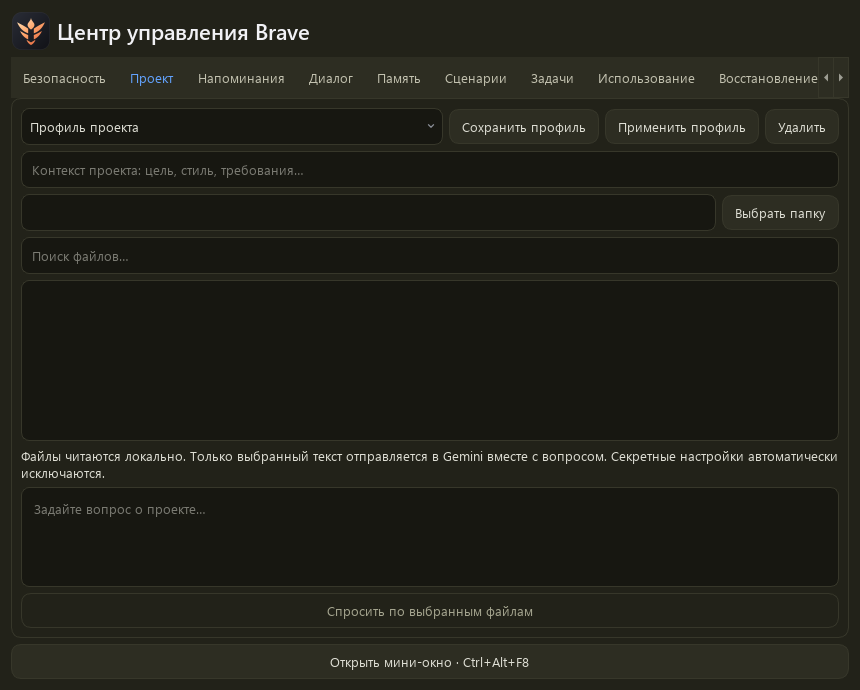 Центр управления Brave
Безопасность Проект Напоминания Диалог Память Сценарии Задачи Использование Восстановление
Профиль проекта Сохранить профиль Применить профиль Удалить
Контекст проекта: цель, стиль, требования...
Выбрать папку
Поиск файлов...
Файлы читаются локально. Только выбранный текст отправляется в Gemini вместе с вопросом. Секретные настройки автоматически
исключаются.
Задайте вопрос о проекте...
Спросить по выбранным файлам
Открыть мини-окно · Ctrl+Alt+F8